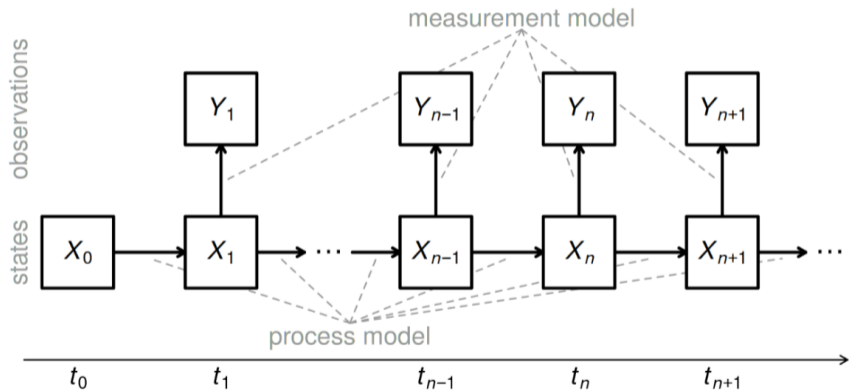 measurement model
observations
Y₁ Yₙ₋₁ Yₙ Yₙ₊₁
states
X₀ X₁ ··· Xₙ₋₁ Xₙ Xₙ₊₁ ···
process model
t₀ t₁ tₙ₋₁ tₙ tₙ₊₁